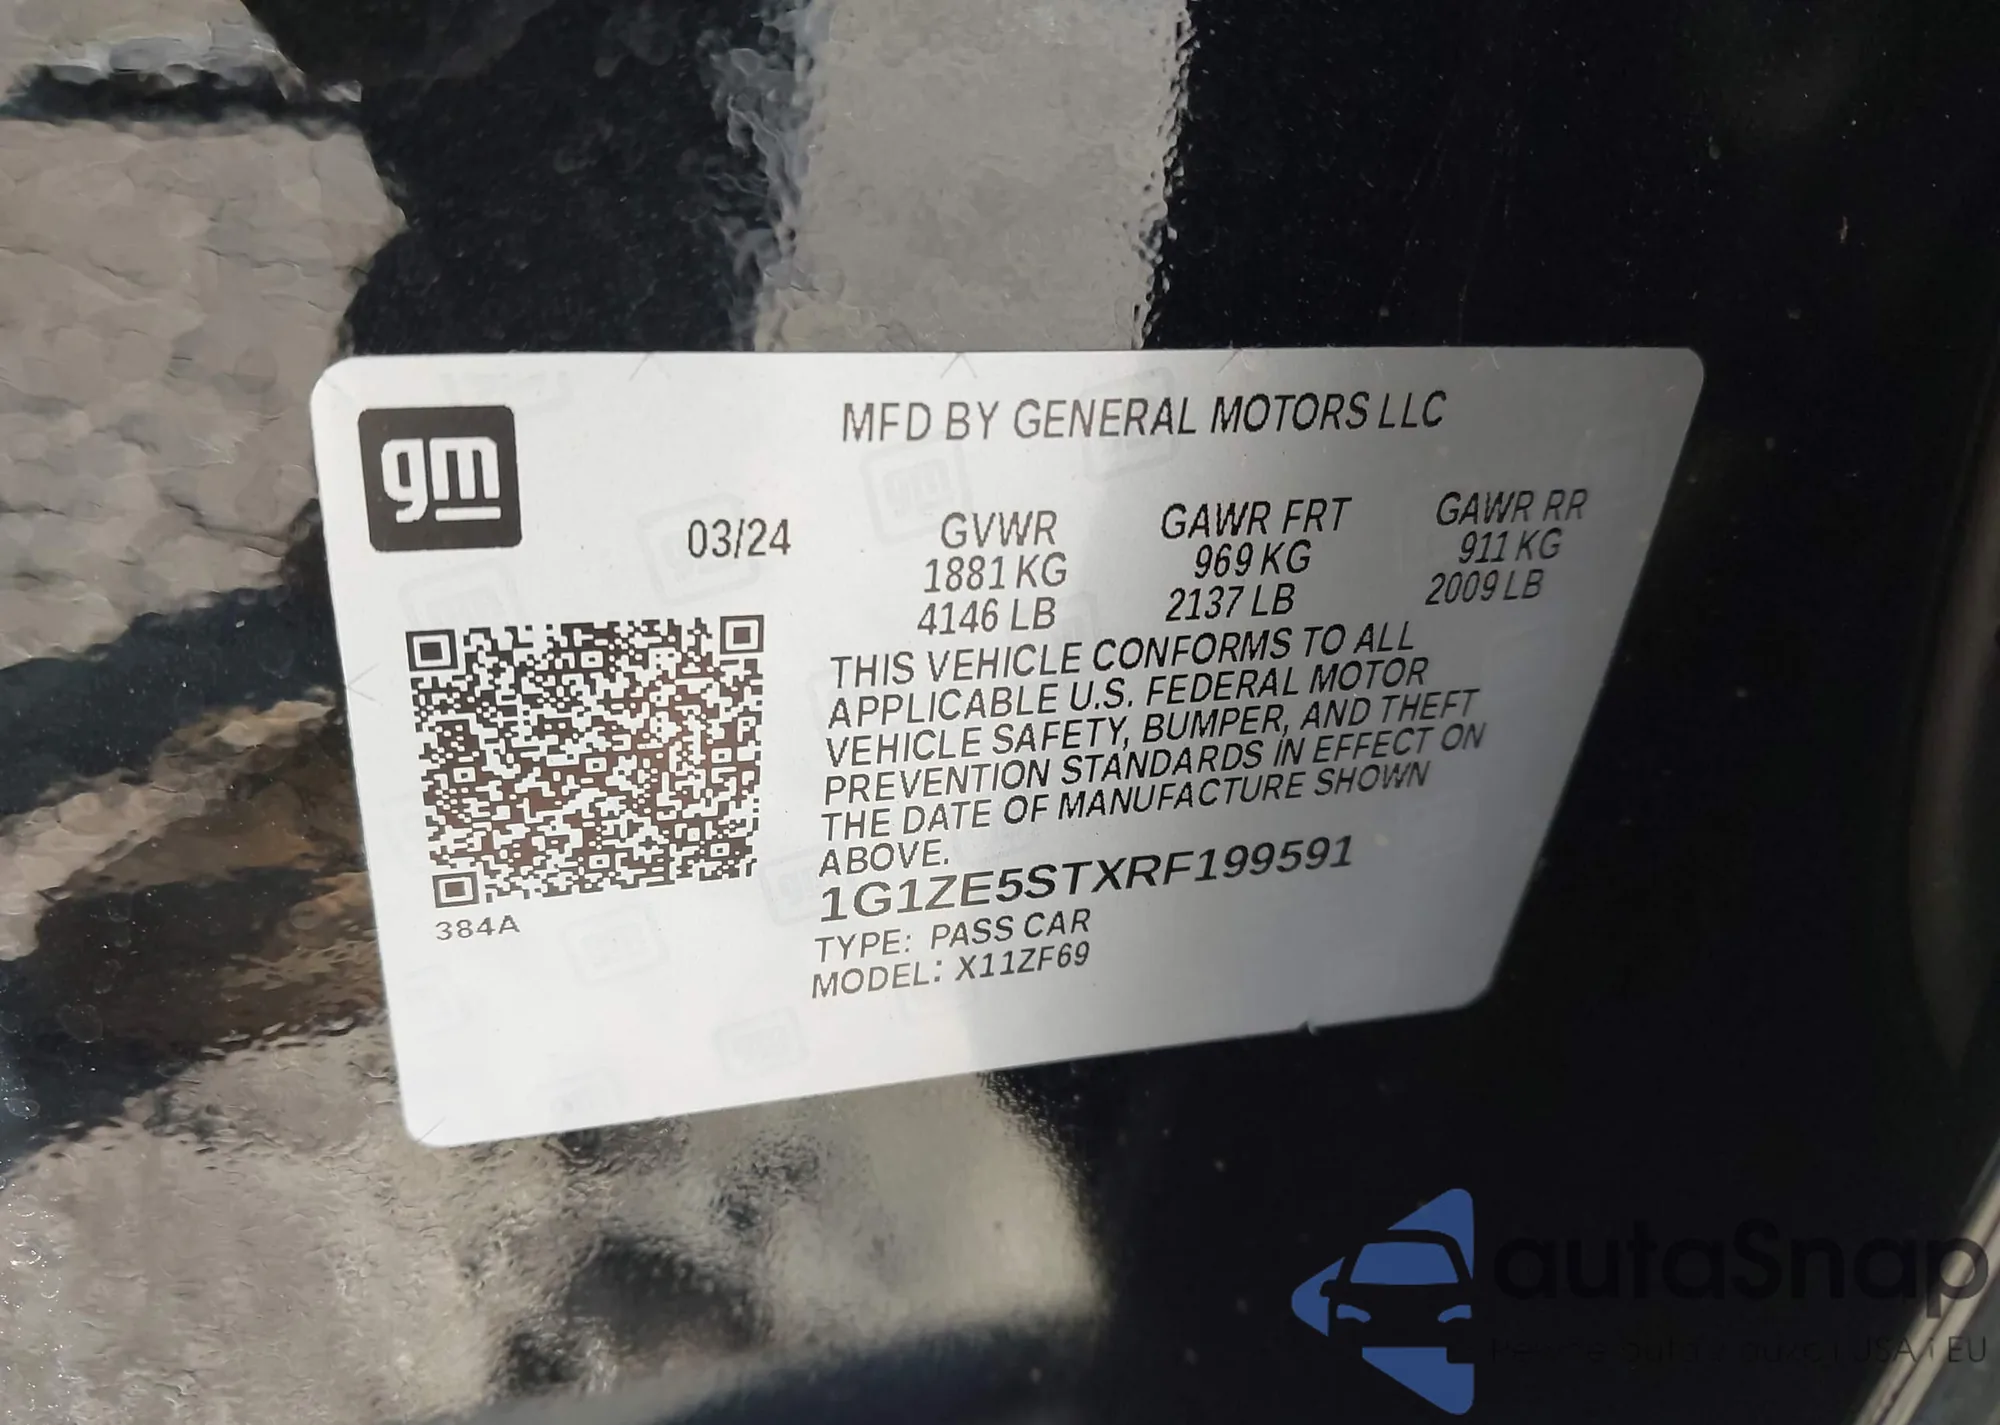 gm
MFD BY GENERAL MOTORS LLC
03/24
GVWR GAWR FRT GAWR RR
1881 KG 969 KG 911 KG
4146 LB 2137 LB 2009 LB
THIS VEHICLE CONFORMS TO ALL
APPLICABLE U.S. FEDERAL MOTOR
VEHICLE SAFETY, BUMPER, AND THEFT
PREVENTION STANDARDS IN EFFECT ON
THE DATE OF MANUFACTURE SHOWN
ABOVE.
1G1ZE5STXRF199591
384A
TYPE: PASS CAR
MODEL: X11ZF69
autaSnap
USA i EU